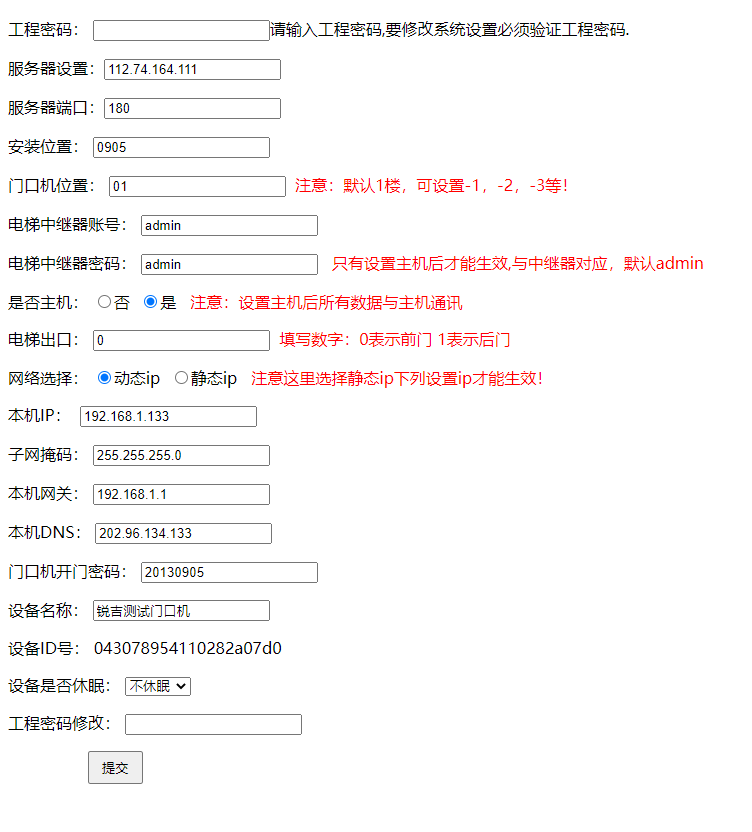 工程密码： 请输入工程密码,要修改系统设置必须验证工程密码.
服务器设置： 112.74.164.111
服务器端口： 180
安装位置： 0905
门口机位置： 01 注意：默认1楼，可设置-1，-2，-3等！
电梯中继器账号： admin
电梯中继器密码： admin 只有设置主机后才能生效,与中继器对应，默认admin
是否主机： 否 是 注意：设置主机后所有数据与主机通讯
电梯出口： 0 填写数字：0表示前门 1表示后门
网络选择： 动态ip 静态ip 注意这里选择静态ip下列设置ip才能生效！
本机IP： 192.168.1.133
子网掩码： 255.255.255.0
本机网关： 192.168.1.1
本机DNS： 202.96.134.133
门口机开门密码： 20130905
设备名称： 锐吉测试门口机
设备ID号： 043078954110282a07d0
设备是否休眠： 不休眠
工程密码修改：
提交